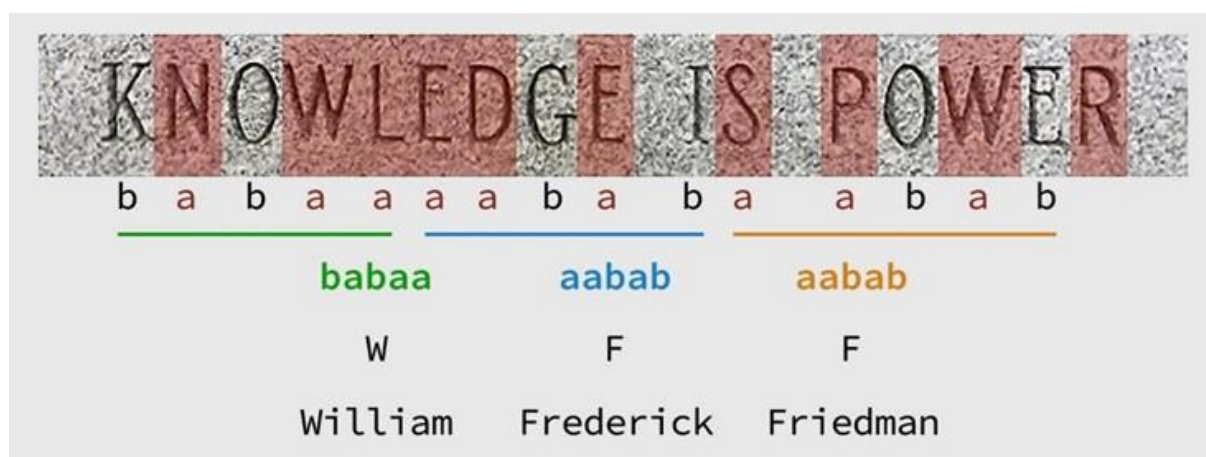 KNOWLEDGE IS POWER
b a b a a a a b a b a a b a b
babaa aabab aabab
W F F
William Frederick Friedman